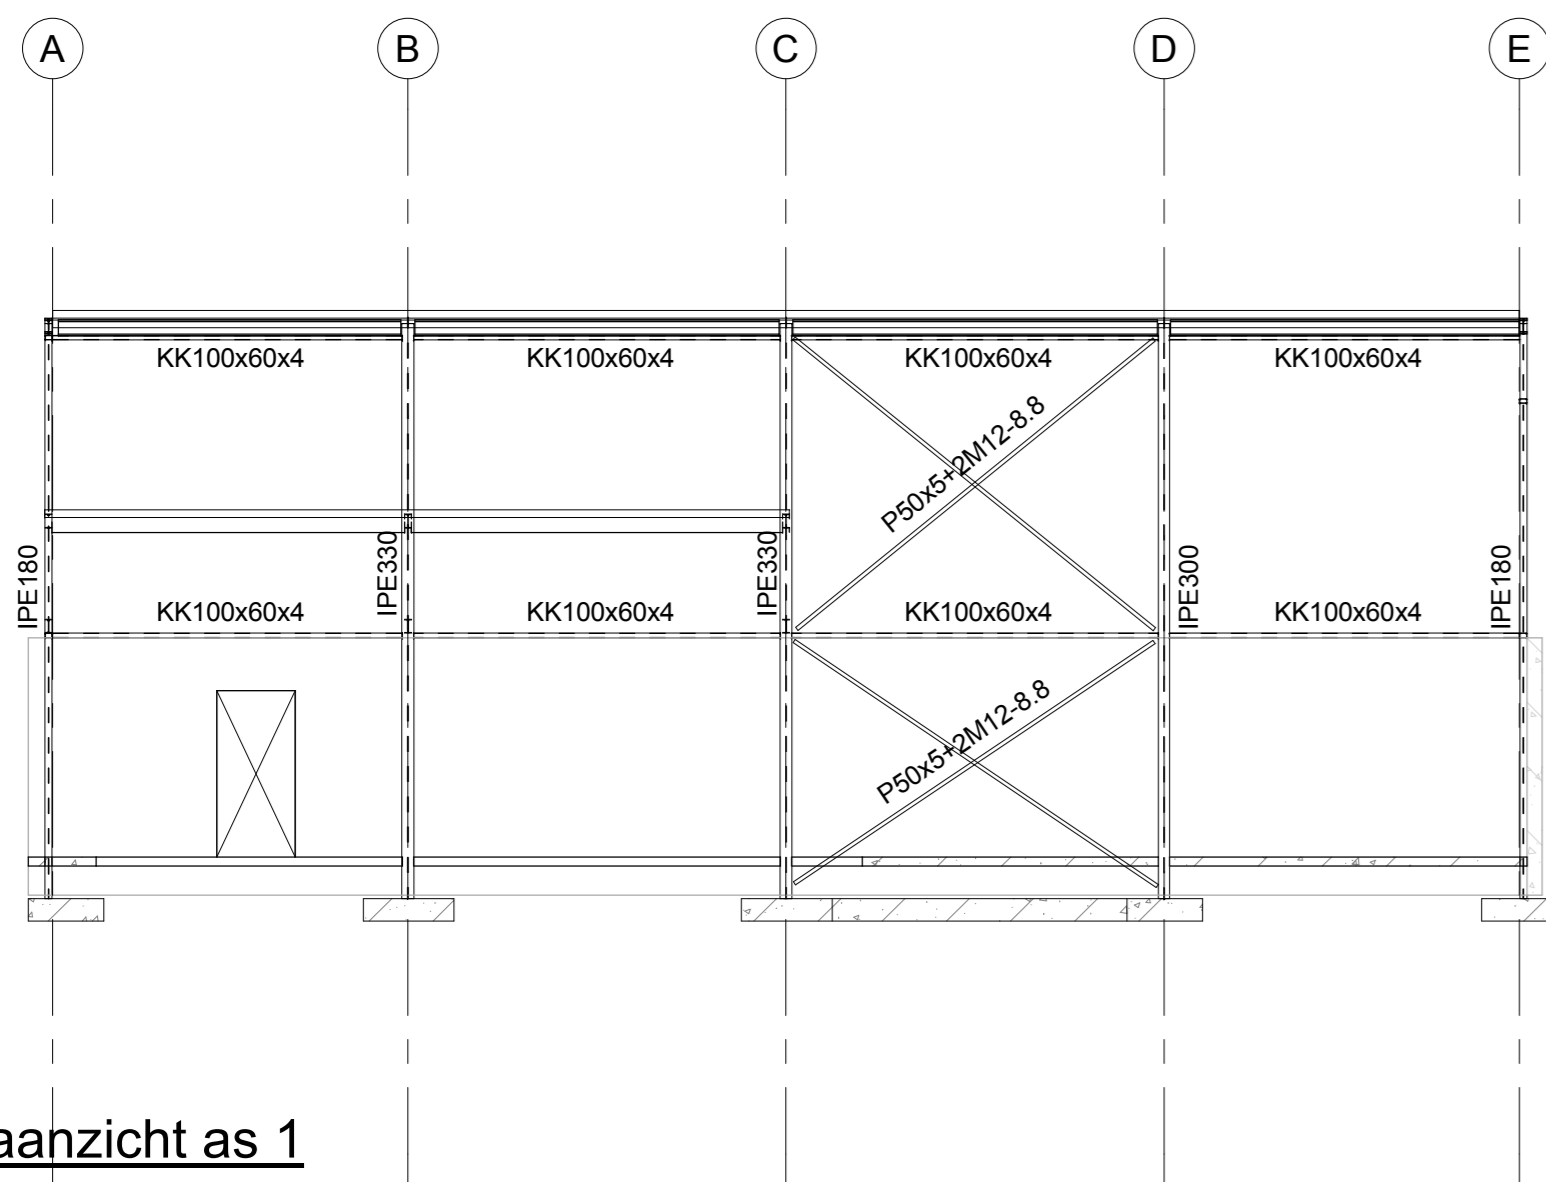 A B C D E
KK100x60x4 KK100x60x4 KK100x60x4 KK100x60x4
P50x5+2M12-8.8
IPE180 IPE330 IPE330 IPE300 IPE180
KK100x60x4 KK100x60x4 KK100x60x4 KK100x60x4
P50x5+2M12-8.8
aanzicht as 1